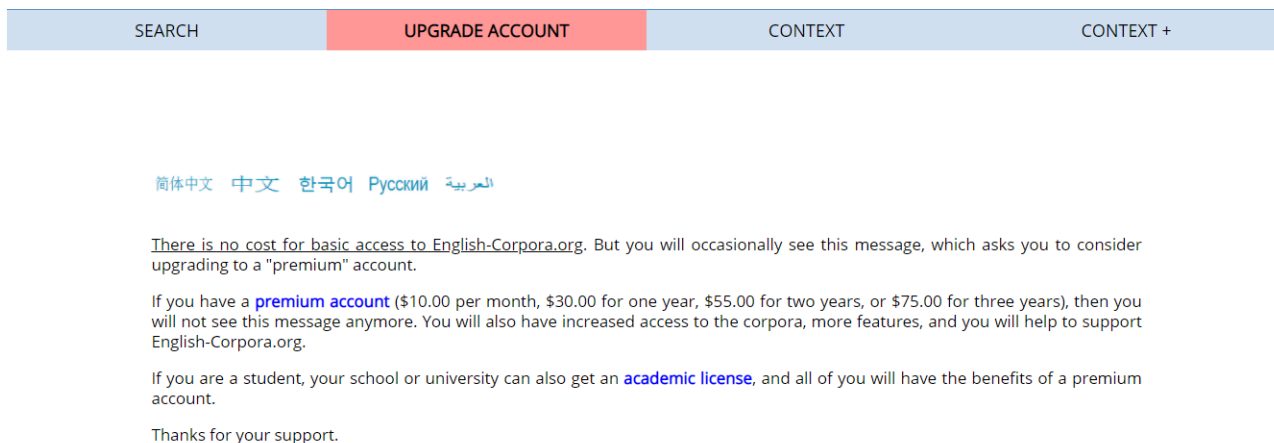 SEARCH UPGRADE ACCOUNT CONTEXT CONTEXT +
简体中文 中文 한국어 Русский العربية
There is no cost for basic access to English-Corpora.org. But you will occasionally see this message, which asks you to consider
upgrading to a "premium" account.
If you have a premium account ($10.00 per month, $30.00 for one year, $55.00 for two years, or $75.00 for three years), then you
will not see this message anymore. You will also have increased access to the corpora, more features, and you will help to support
English-Corpora.org.
If you are a student, your school or university can also get an academic license, and all of you will have the benefits of a premium
account.
Thanks for your support.